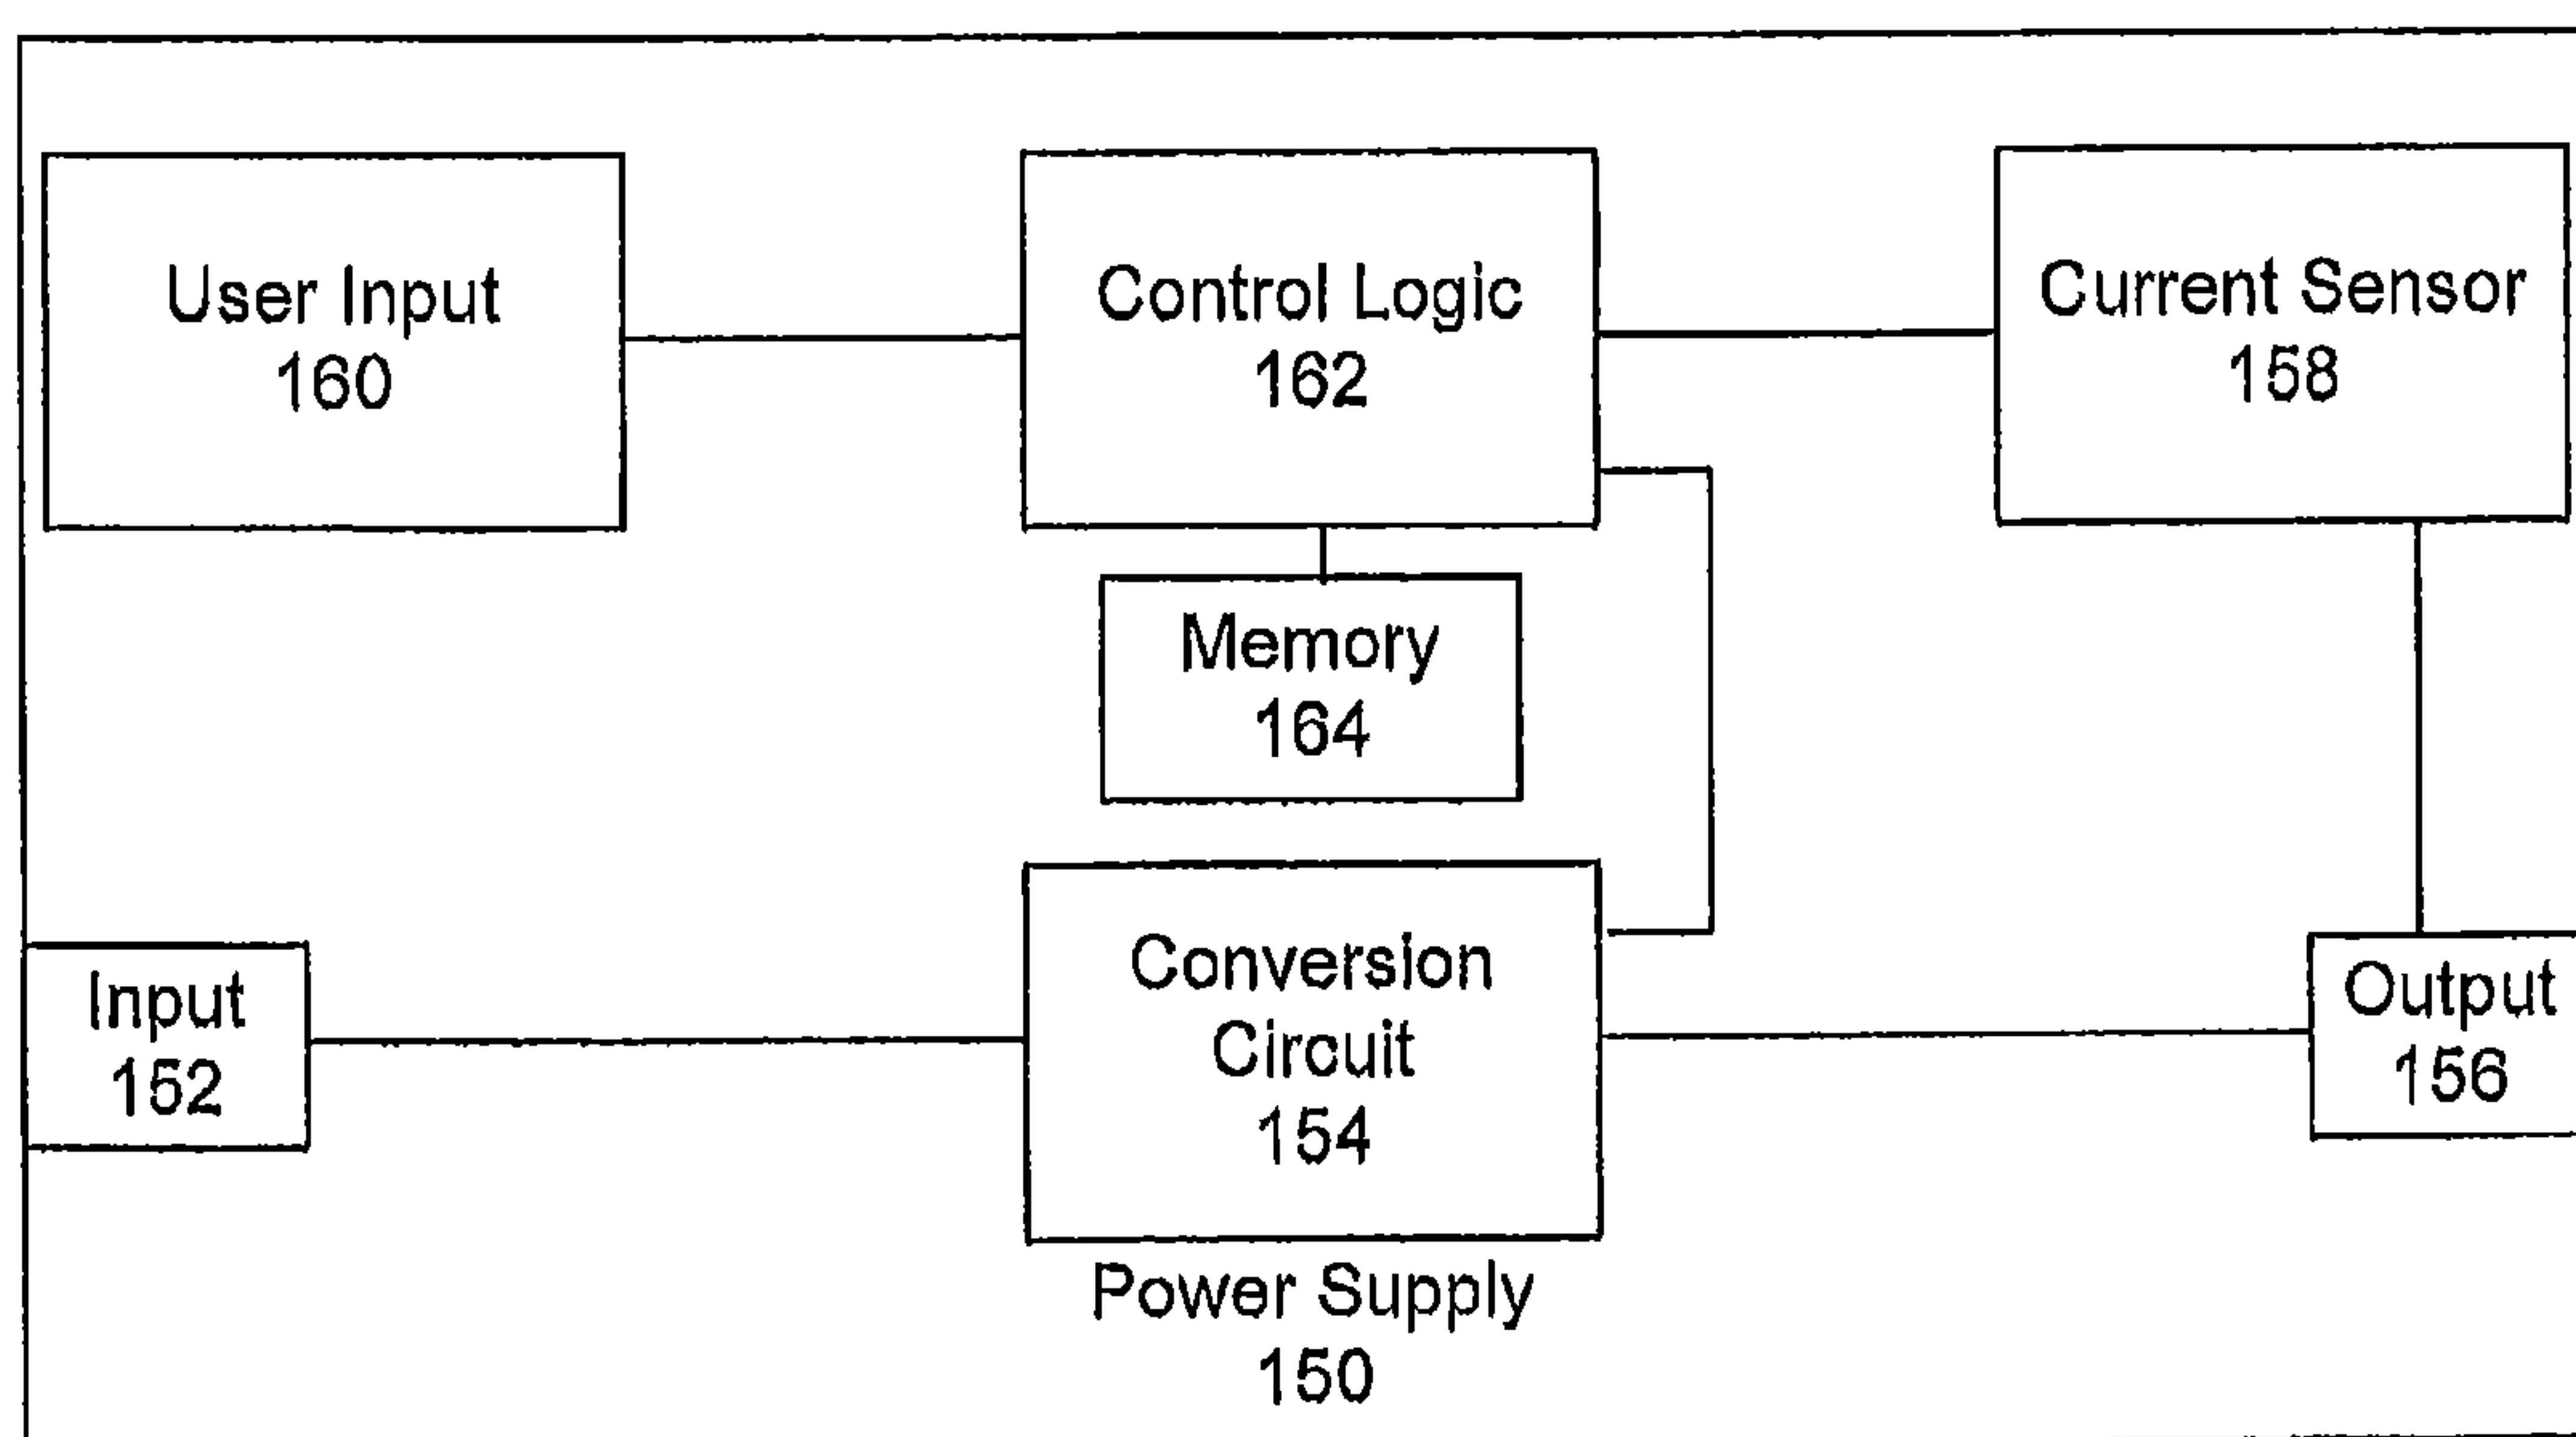 User Input
160
Control Logic
162
Current Sensor
158
Memory
164
Input
152
Conversion
Circuit
154
Output
156
Power Supply
150